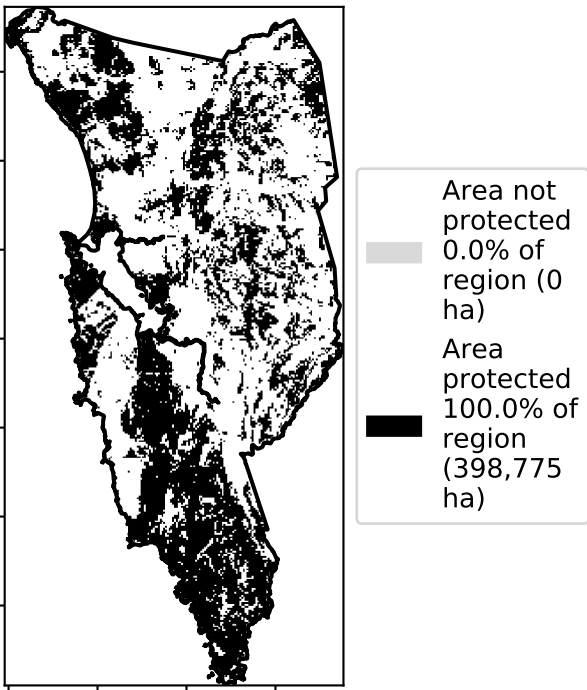 Area not
protected
0.0% of
region (0
ha)
Area
protected
100.0% of
region
(398,775
ha)